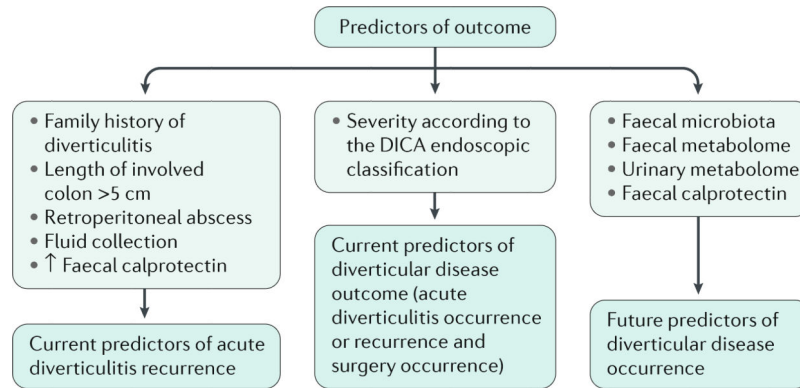 Predictors of outcome
• Family history of
diverticulitis
• Length of involved
colon >5 cm
• Retroperitoneal abscess
• Fluid collection
• ↑ Faecal calprotectin
Current predictors of acute
diverticulitis recurrence
• Severity according to
the DICA endoscopic
classification
Current predictors of
diverticular disease
outcome (acute
diverticulitis occurrence
or recurrence and
surgery occurrence)
• Faecal microbiota
• Faecal metabolome
• Urinary metabolome
• Faecal calprotectin
Future predictors of
diverticular disease
occurrence